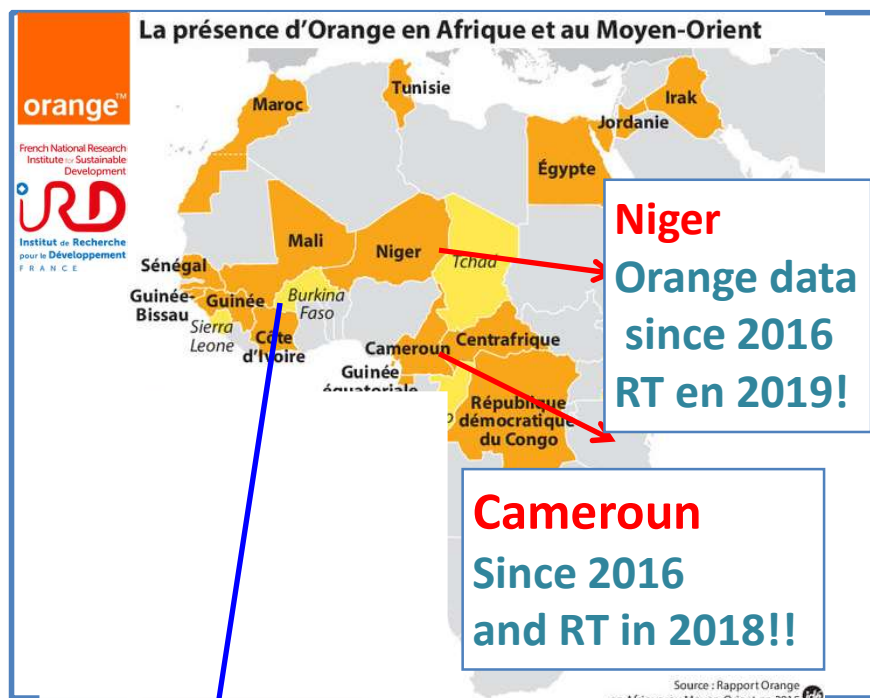 La présence d’Orange en Afrique et au Moyen-Orient
orange™
French National Research
Institute for Sustainable
Development
IRD
Institut de Recherche
pour le Développement
FRANCE
Maroc
Tunisie
Irak
Jordanie
Égypte
Mali
Niger
Tchad
Sénégal
Guinée-
Bissau
Guinée
Burkina
Faso
Sierra
Leone
Côte
d'Ivoire
Cameroun
Centrafrique
Guinée
équatoriale
République
démocratique
du Congo
Niger
Orange data
since 2016
RT en 2019!
Cameroun
Since 2016
and RT in 2018!!
Source : Rapport Orange
idé